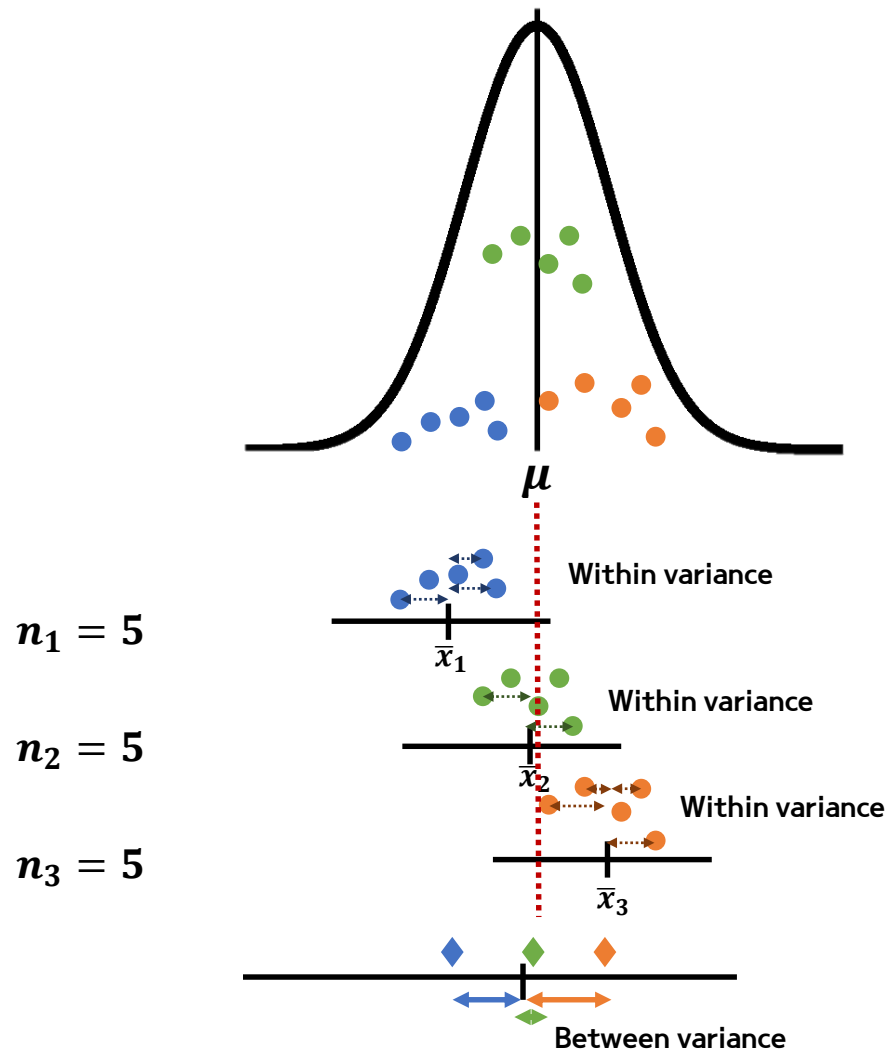 μ
Within variance
n₁ = 5
x̅₁
Within variance
n₂ = 5
x̅₂
Within variance
n₃ = 5
x̅₃
Between variance